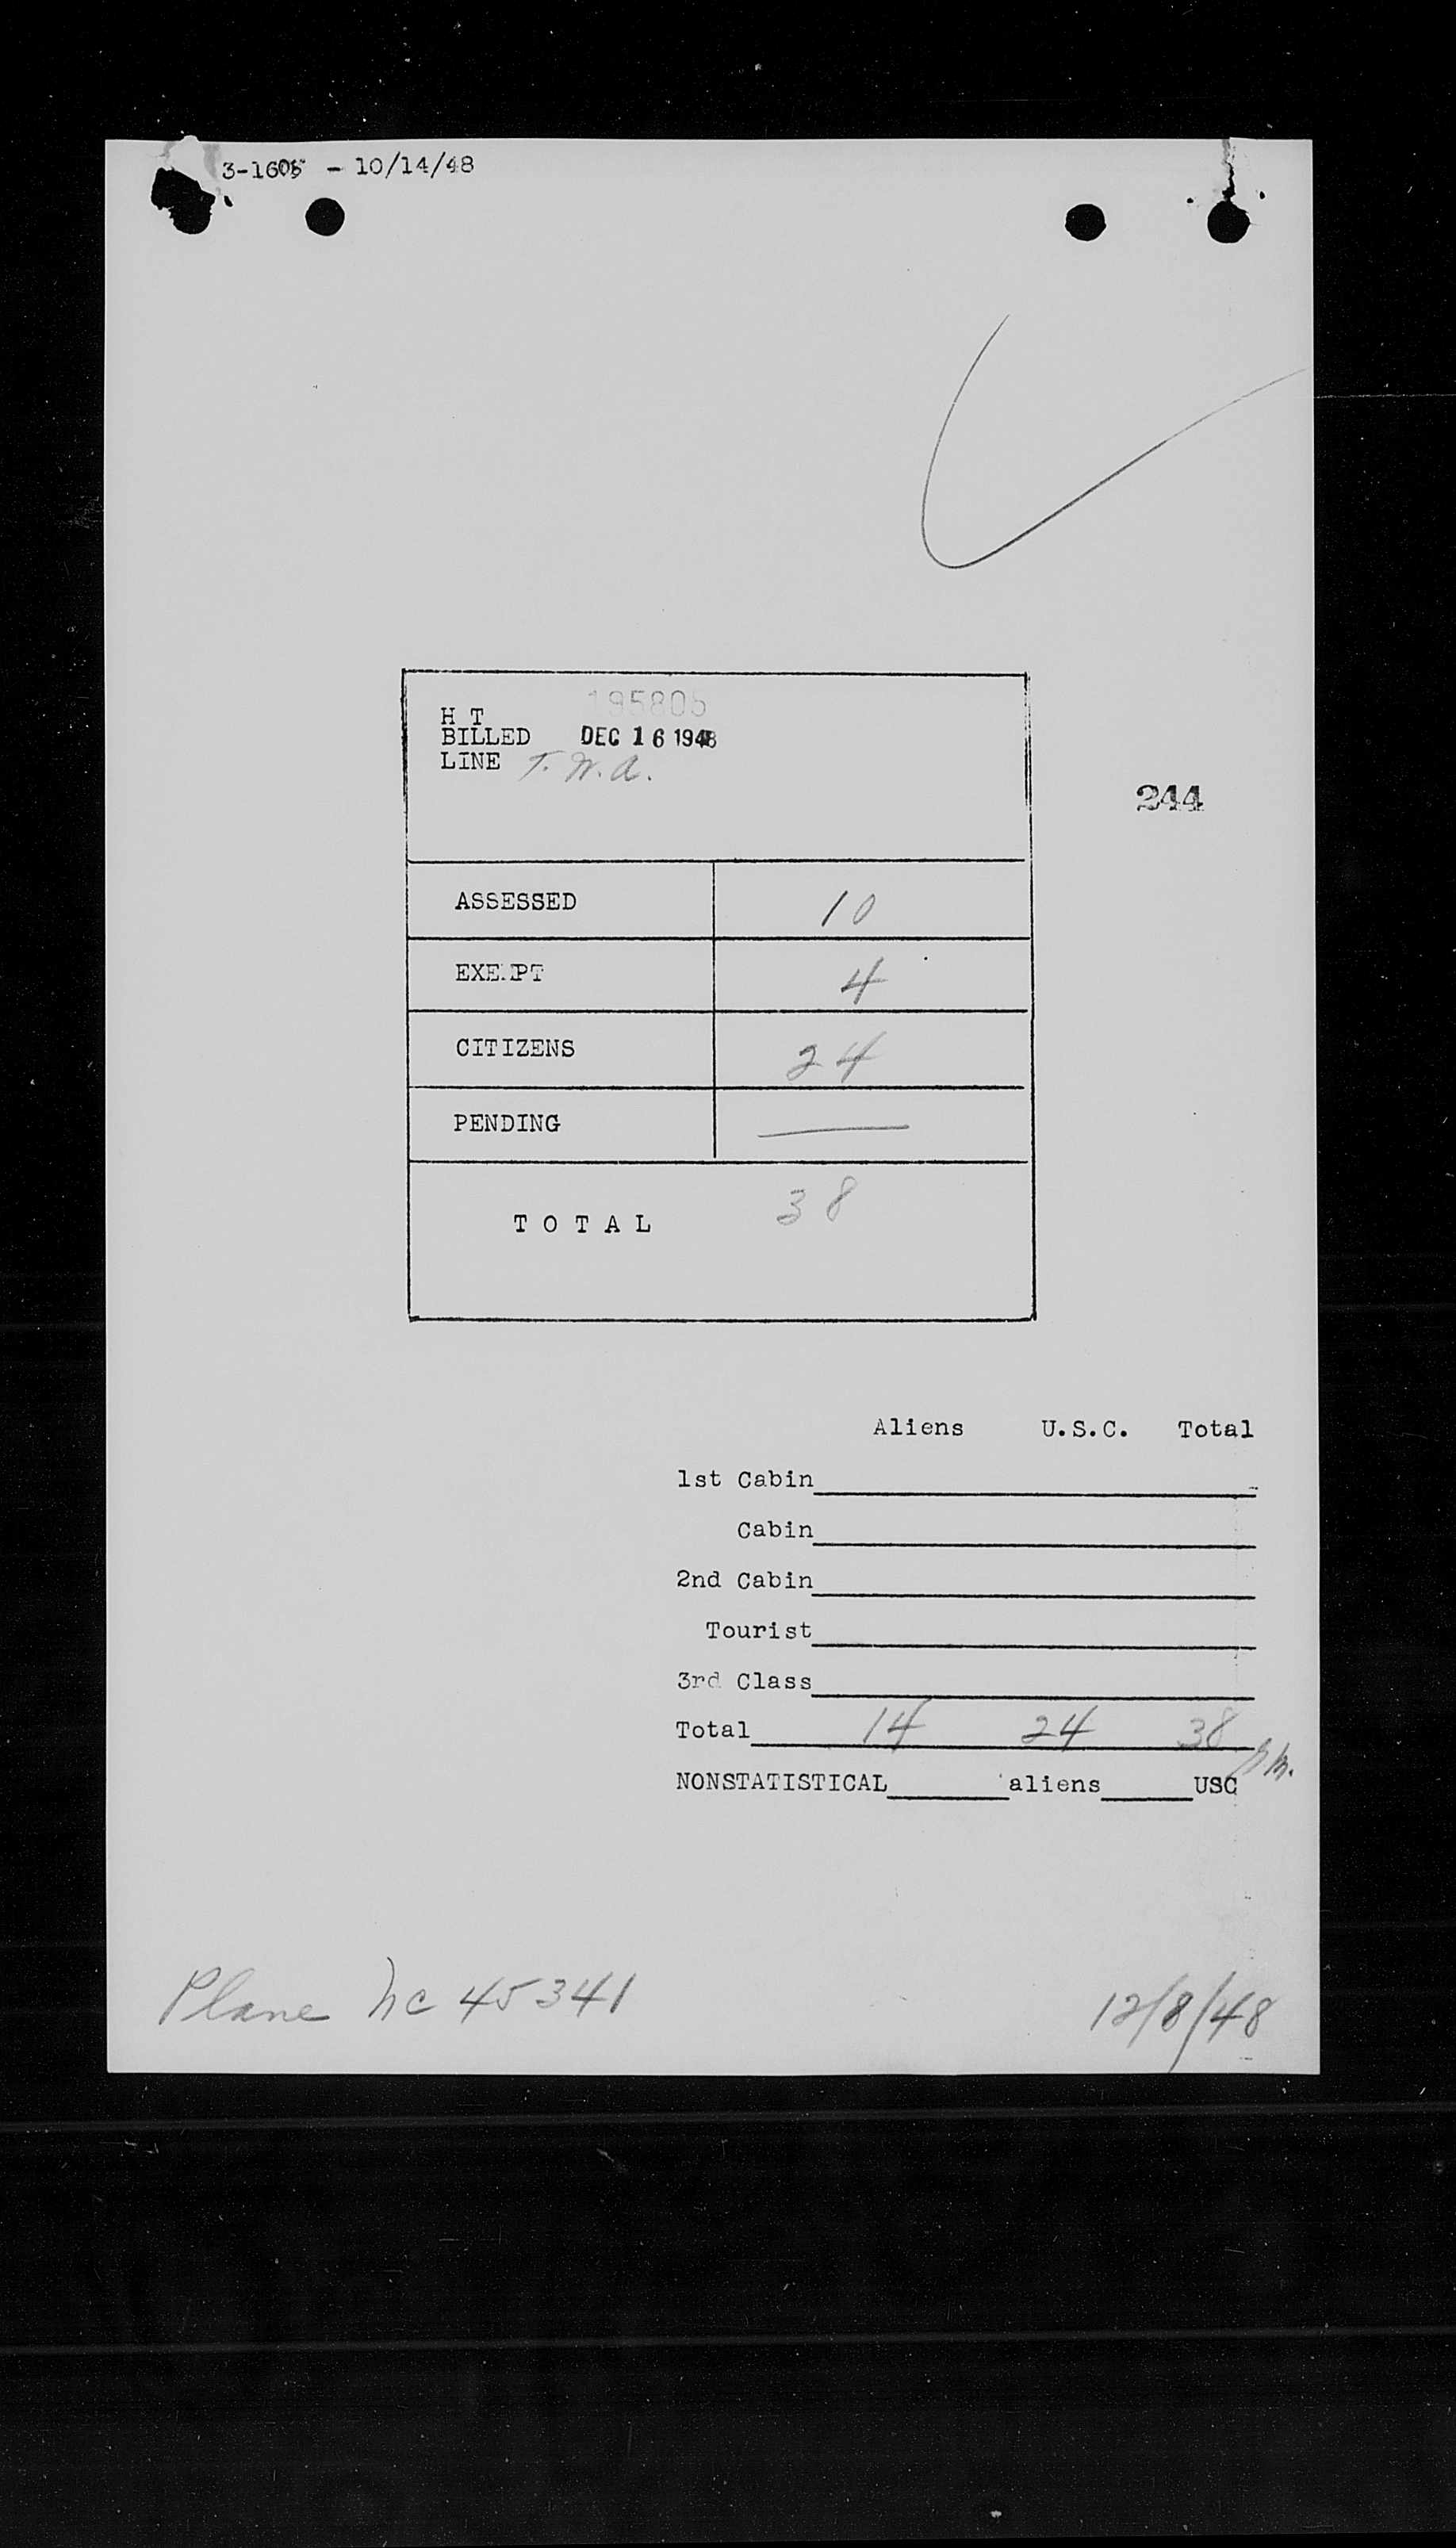 3-1605 - 10/14/48
195805
H T
BILLED DEC 16 1948
LINE T.W.A.
244
ASSESSED 10
EXEMPT 4
CITIZENS 24
PENDING —
TOTAL 38
Aliens U.S.C. Total
1st Cabin
Cabin
2nd Cabin
Tourist
3rd Class
Total 14 24 38
NONSTATISTICAL aliens USC
Plane nc 45341
12/8/48